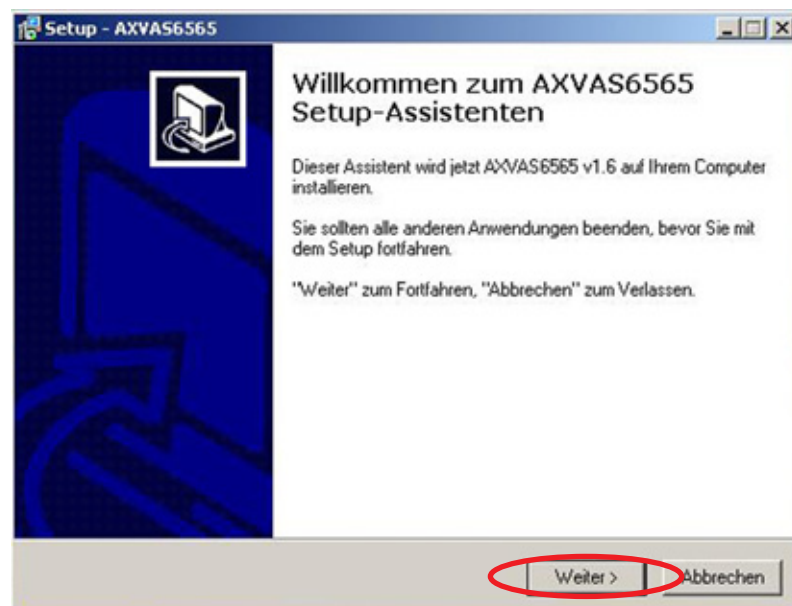 Setup - AXVAS6565
Willkommen zum AXVAS6565
Setup-Assistenten
Dieser Assistent wird jetzt AXVAS6565 v1.6 auf Ihrem Computer
installieren.
Sie sollten alle anderen Anwendungen beenden, bevor Sie mit
dem Setup fortfahren.
"Weiter" zum Fortfahren, "Abbrechen" zum Verlassen.
Weiter > Abbrechen